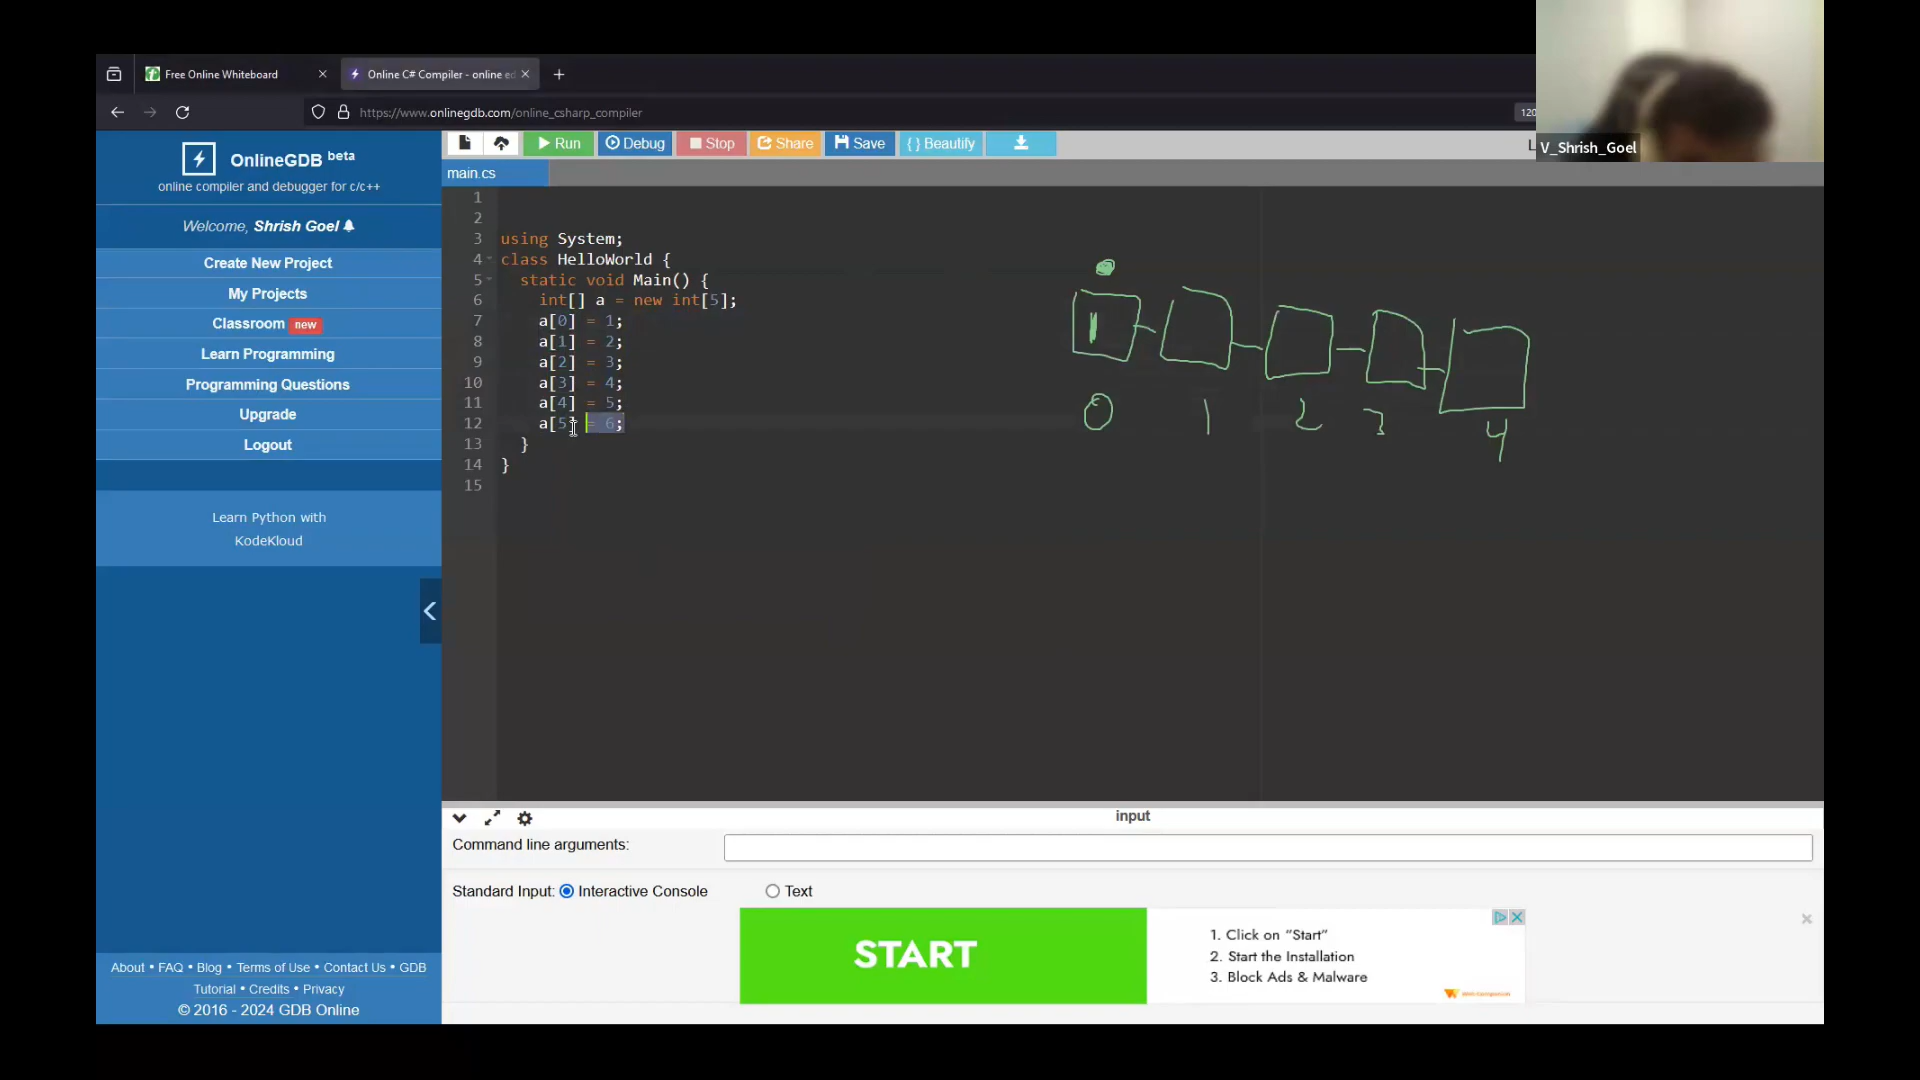 Free Online Whiteboard
Online C# Compiler - online ed
https://www.onlinegdb.com/online_csharp_compiler
120
V_Shrish_Goel
OnlineGDB beta
online compiler and debugger for c/c++
Welcome, Shrish Goel
Create New Project
My Projects
Classroom new
Learn Programming
Programming Questions
Upgrade
Logout
Learn Python with
KodeKloud
About • FAQ • Blog • Terms of Use • Contact Us • GDB
Tutorial • Credits • Privacy
© 2016 - 2024 GDB Online
Run
Debug
Stop
Share
Save
{ } Beautify
L
main.cs
1
2
3 using System;
4 class HelloWorld {
5 static void Main() {
6 int[] a = new int[5];
7 a[0] = 1;
8 a[1] = 2;
9 a[2] = 3;
10 a[3] = 4;
11 a[4] = 5;
12 a[5] = 6;
13 }
14 }
15
1
0 1 2 3 4
input
Command line arguments:
Standard Input: Interactive Console Text
START
1. Click on "Start"
2. Start the Installation
3. Block Ads & Malware